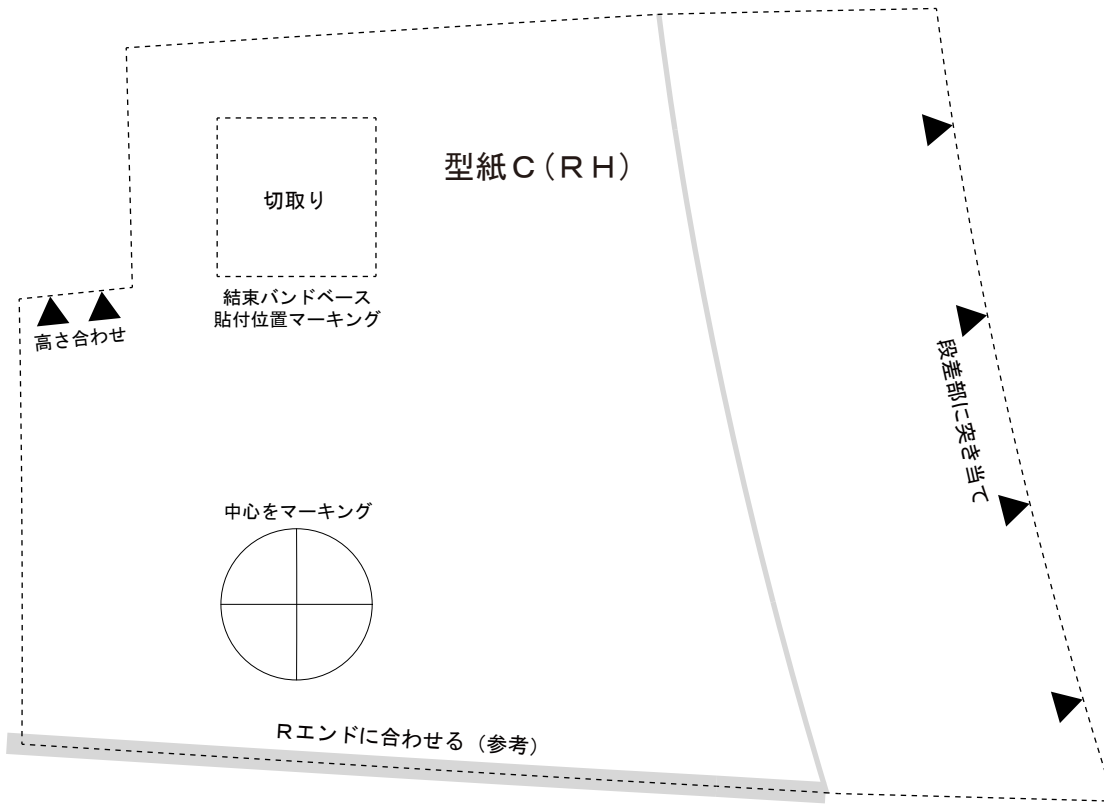 型紙C（RH）
切取り
結束バンドベース
貼付位置マーキング
高さ合わせ
段差部に突き当て
中心をマーキング
Rエンドに合わせる（参考）